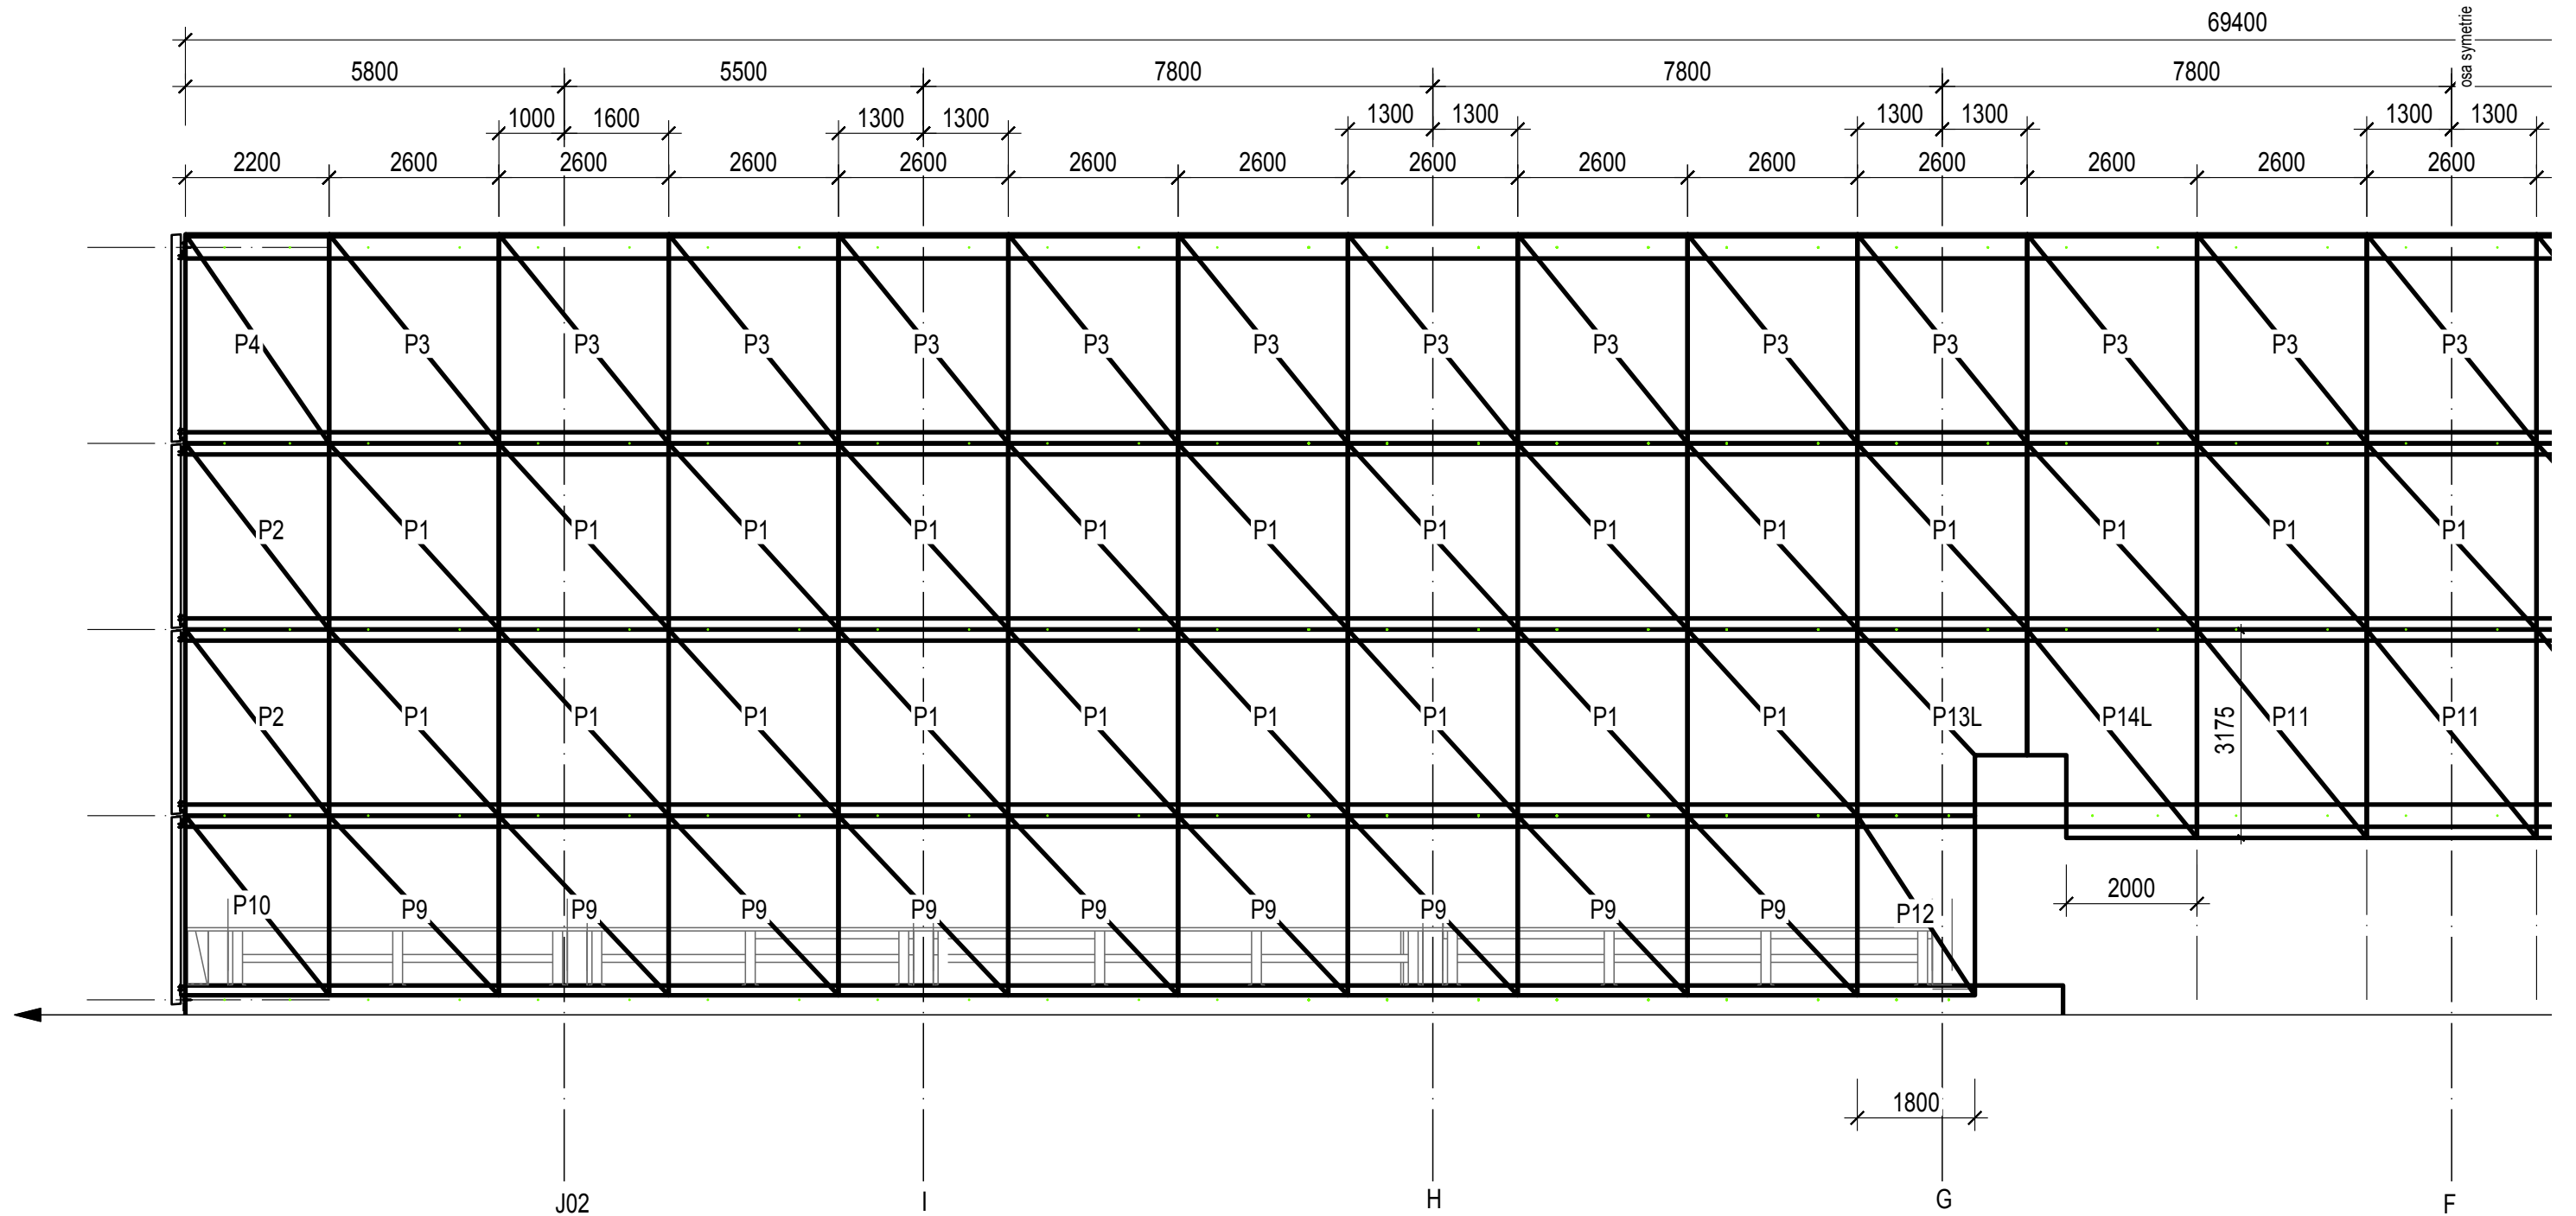 69400
osa symetrie
5800 5500 7800 7800 7800
1000 1600 1300 1300 1300 1300 1300 1300 1300 1300
2200 2600 2600 2600 2600 2600 2600 2600 2600 2600 2600 2600 2600 2600
P4 P3 P3 P3 P3 P3 P3 P3 P3 P3 P3 P3 P3 P3
P2 P1 P1 P1 P1 P1 P1 P1 P1 P1 P1 P1 P1 P1
P2 P1 P1 P1 P1 P1 P1 P1 P1 P1 P13L P14L P11 P11
3175
P10 P9 P9 P9 P9 P9 P9 P9 P9 P9 P12
2000
1800
J02 I H G F